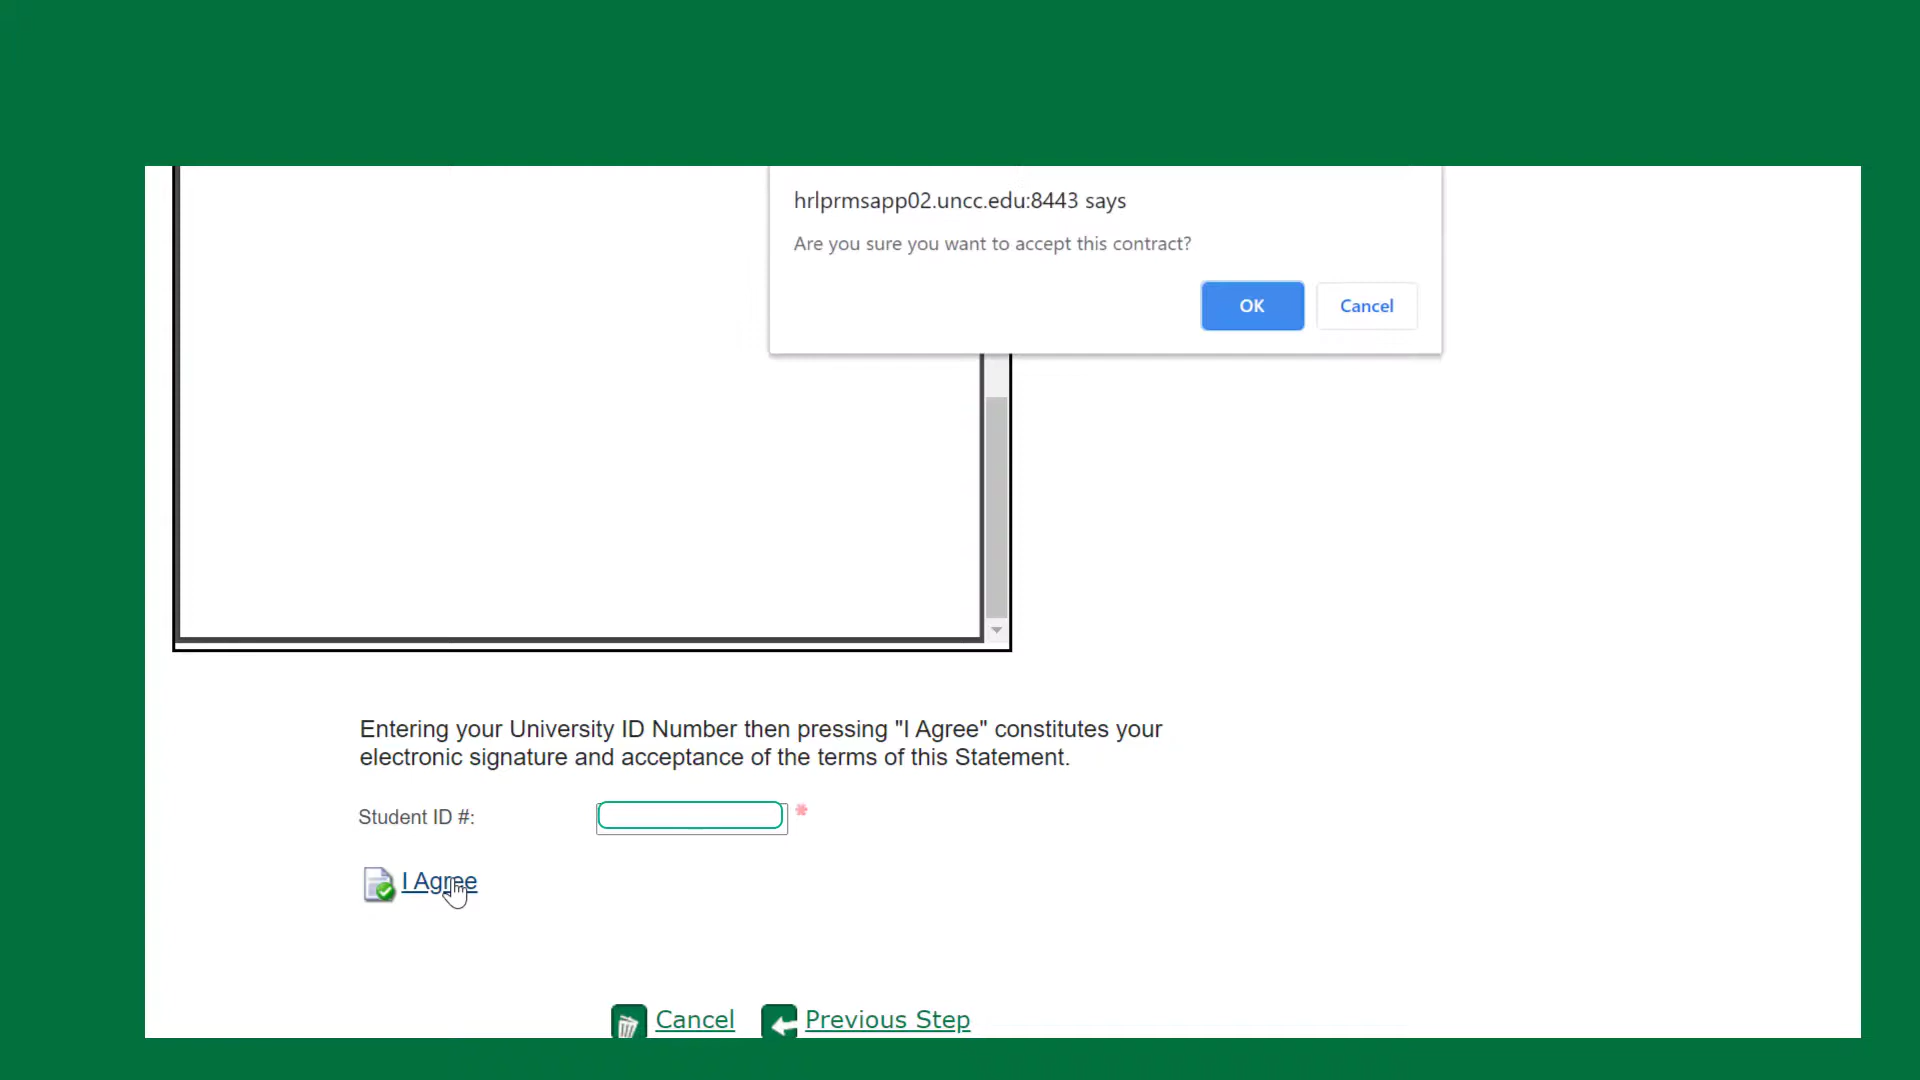 hrlprmsapp02.uncc.edu:8443 says
Are you sure you want to accept this contract?
OK Cancel
Entering your University ID Number then pressing "I Agree" constitutes your
electronic signature and acceptance of the terms of this Statement.
Student ID #: *
I Agree
Cancel Previous Step